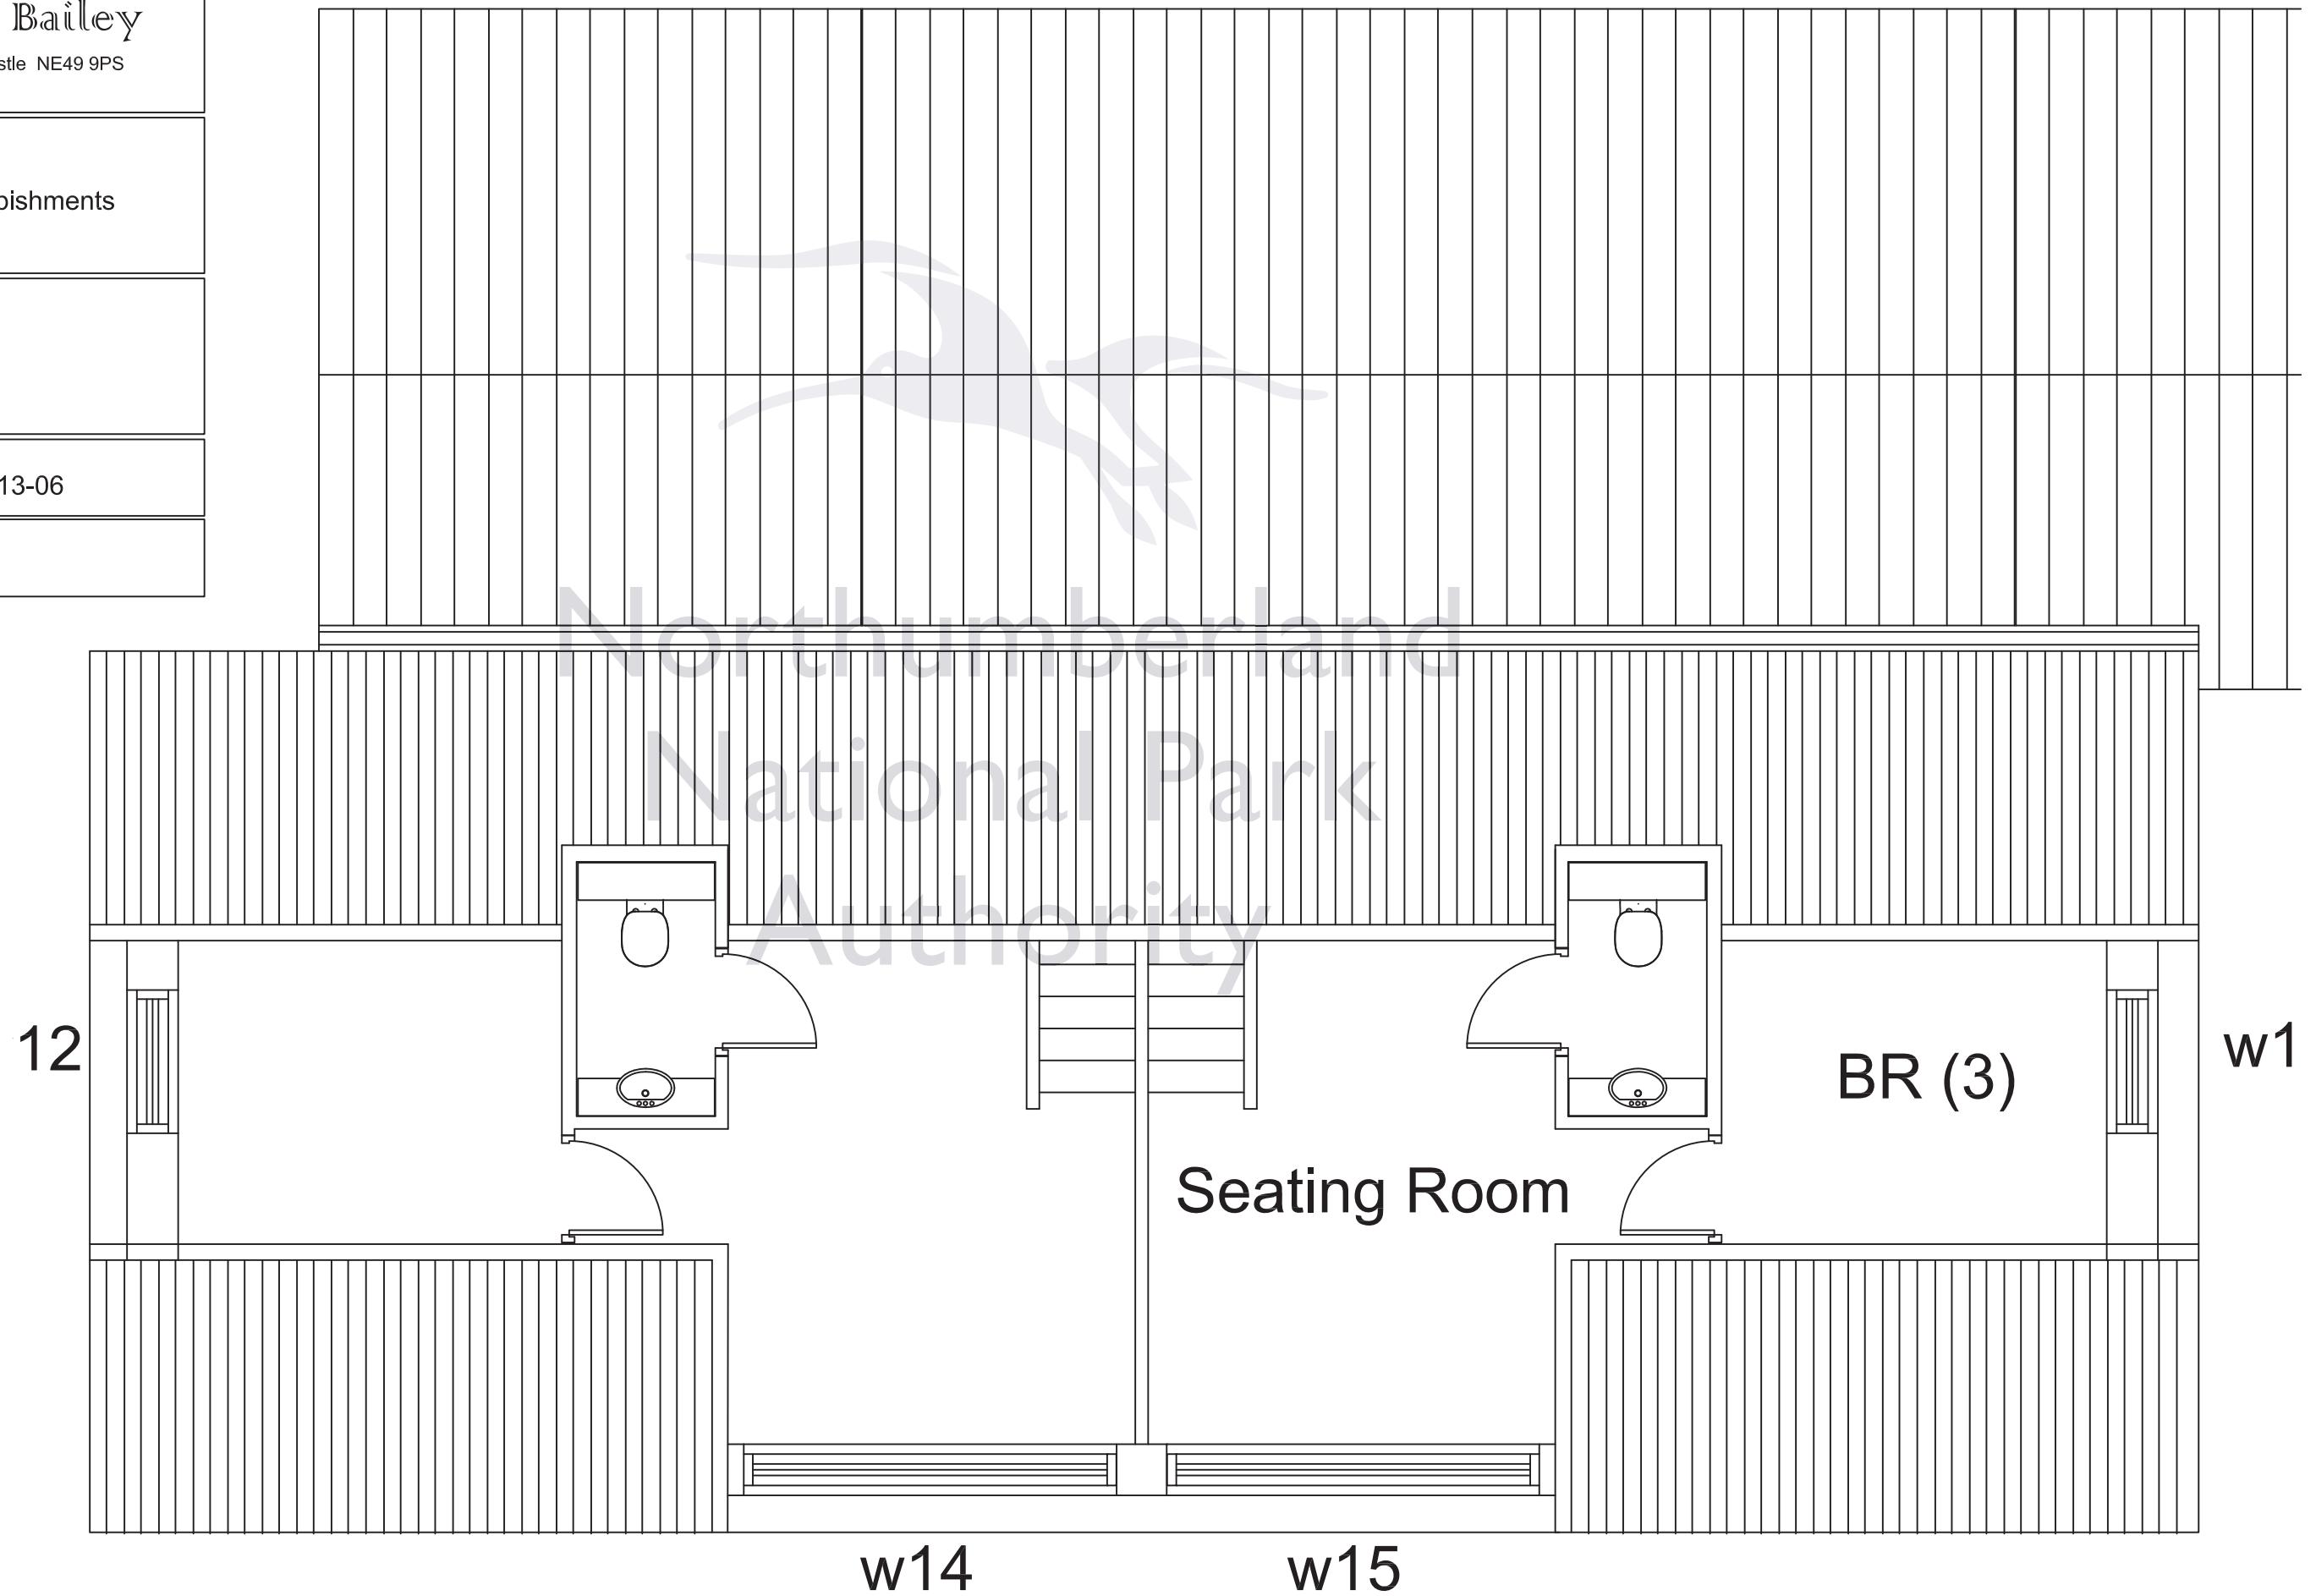 Bailey
stle NE49 9PS
bishments
13-06
Northumberland
National Park
Authority
12
BR (3)
w1
Seating Room
w14
w15